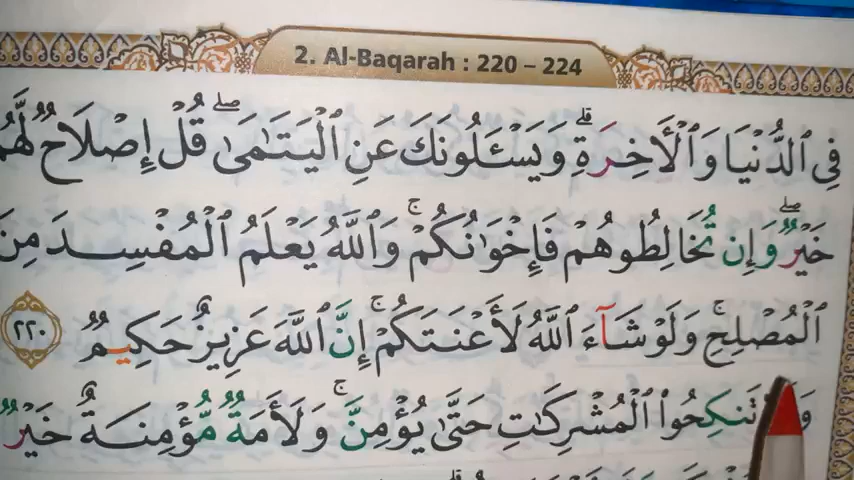 2. Al-Baqarah : 220 – 224
فِي ٱلدُّنْيَا وَٱلْأَخِرَةِ ۗ وَيَسْـَٔلُونَكَ عَنِ ٱلْيَتَـٰمَىٰ ۖ قُلْ إِصْلَاحٌ لَّهُمْ
خَيْرٌ ۖ وَإِن تُخَالِطُوهُمْ فَإِخْوَٰنُكُمْ ۚ وَٱللَّهُ يَعْلَمُ ٱلْمُفْسِدَ مِنَ
ٱلْمُصْلِحِ ۚ وَلَوْ شَآءَ ٱللَّهُ لَأَعْنَتَكُمْ ۚ إِنَّ ٱللَّهَ عَزِيزٌ حَكِيمٌ ٢٢٠
تَنكِحُوا۟ ٱلْمُشْرِكَـٰتِ حَتَّىٰ يُؤْمِنَّ ۚ وَلَأَمَةٌ مُّؤْمِنَةٌ خَيْرٌ